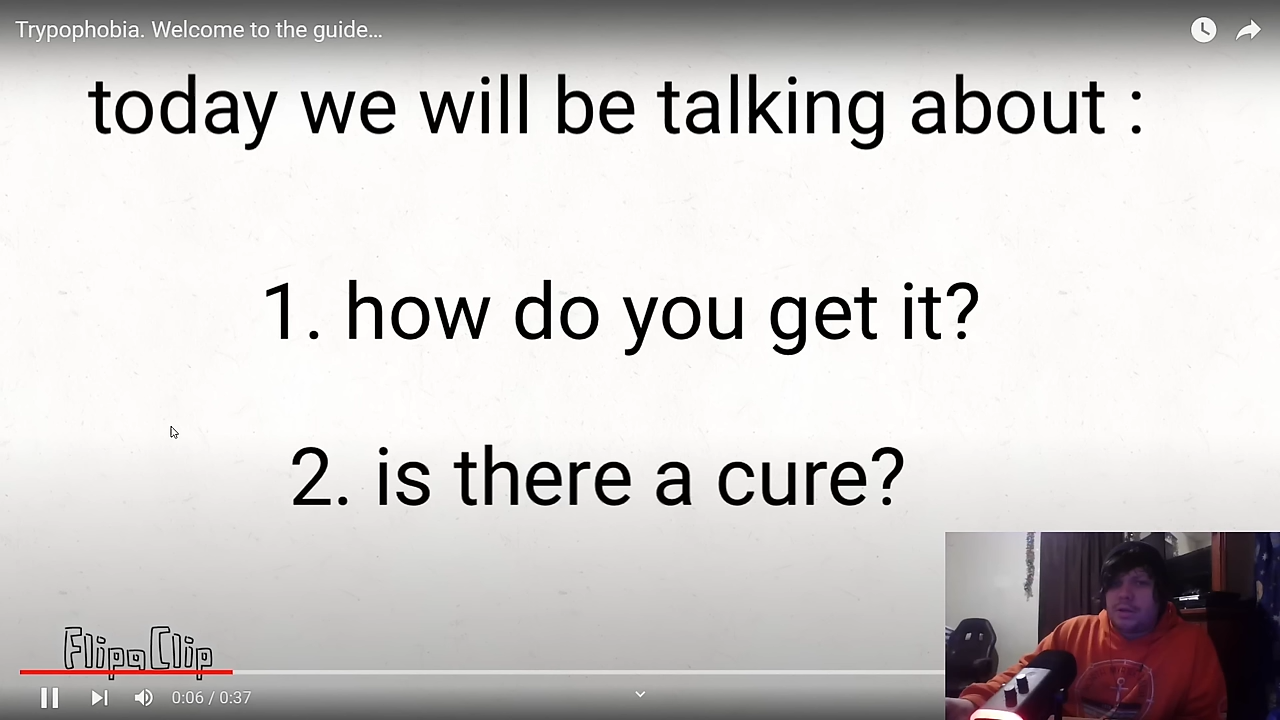 Trypophobia. Welcome to the guide...
today we will be talking about :
1. how do you get it?
2. is there a cure?
FlipaClip
0:06 / 0:37